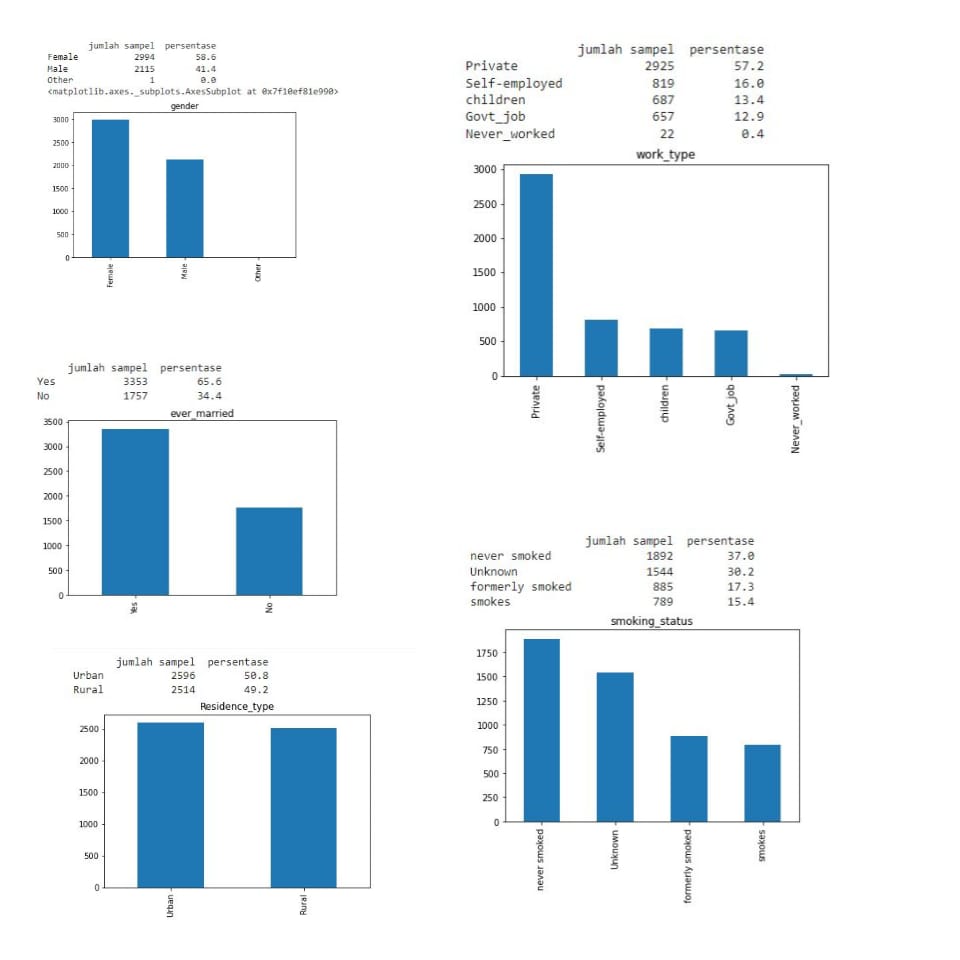 jumlah sampel persentase
Female 2994 58.6
Male 2115 41.4
Other 1 0.0
<matplotlib.axes._subplots.AxesSubplot at 0x7f10ef81e990>
gender
3000
2500
2000
1500
1000
500
0
Female Male Other
jumlah sampel persentase
Yes 3353 65.6
No 1757 34.4
ever_married
3500
3000
2500
2000
1500
1000
500
0
Yes No
jumlah sampel persentase
Urban 2596 50.8
Rural 2514 49.2
Residence_type
2500
2000
1500
1000
500
0
Urban Rural
jumlah sampel persentase
Private 2925 57.2
Self-employed 819 16.0
children 687 13.4
Govt_job 657 12.9
Never_worked 22 0.4
work_type
3000
2500
2000
1500
1000
500
0
Private Self-employed children Govt_job Never_worked
jumlah sampel persentase
never smoked 1892 37.0
Unknown 1544 30.2
formerly smoked 885 17.3
smokes 789 15.4
smoking_status
1750
1500
1250
1000
750
500
250
0
never smoked Unknown formerly smoked smokes